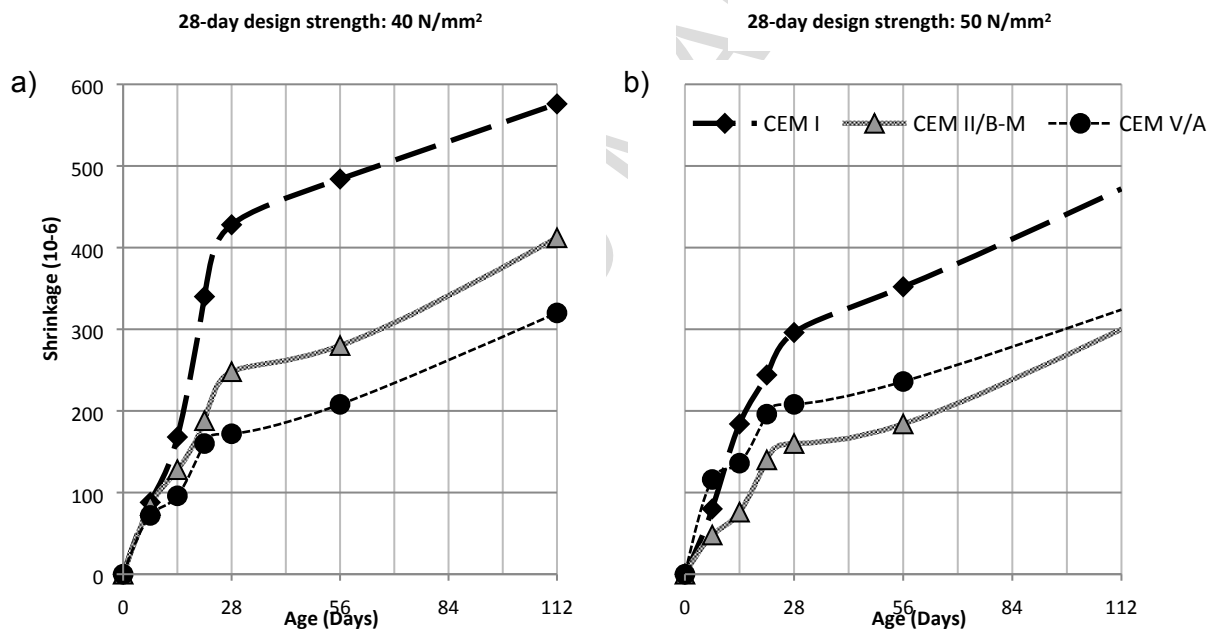 28-day design strength: 40 N/mm²
28-day design strength: 50 N/mm²
a)
600
500
400
300
200
100
0
Shrinkage (10-6)
0 28 56 84 112
Age (Days)
b)
CEM I CEM II/B-M CEM V/A
0 28 56 84 112
Age (Days)